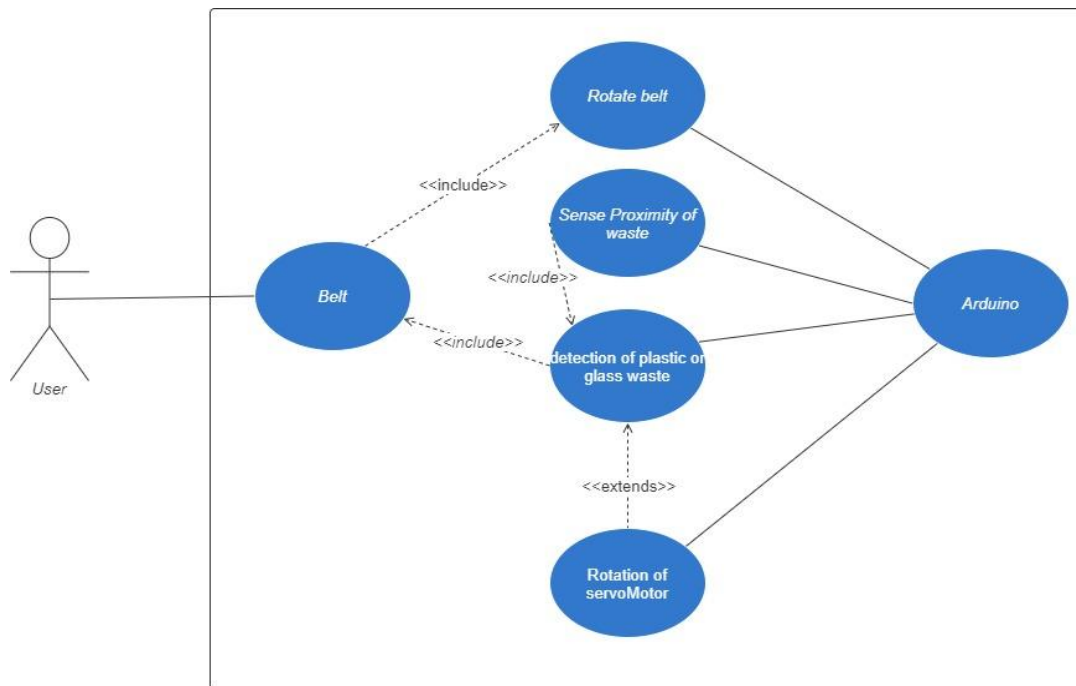 Rotate belt
<<include>>
Sense Proximity of
waste
<<include>>
Belt
Arduino
<<include>>
detection of plastic or
glass waste
User
<<extends>>
Rotation of
servoMotor